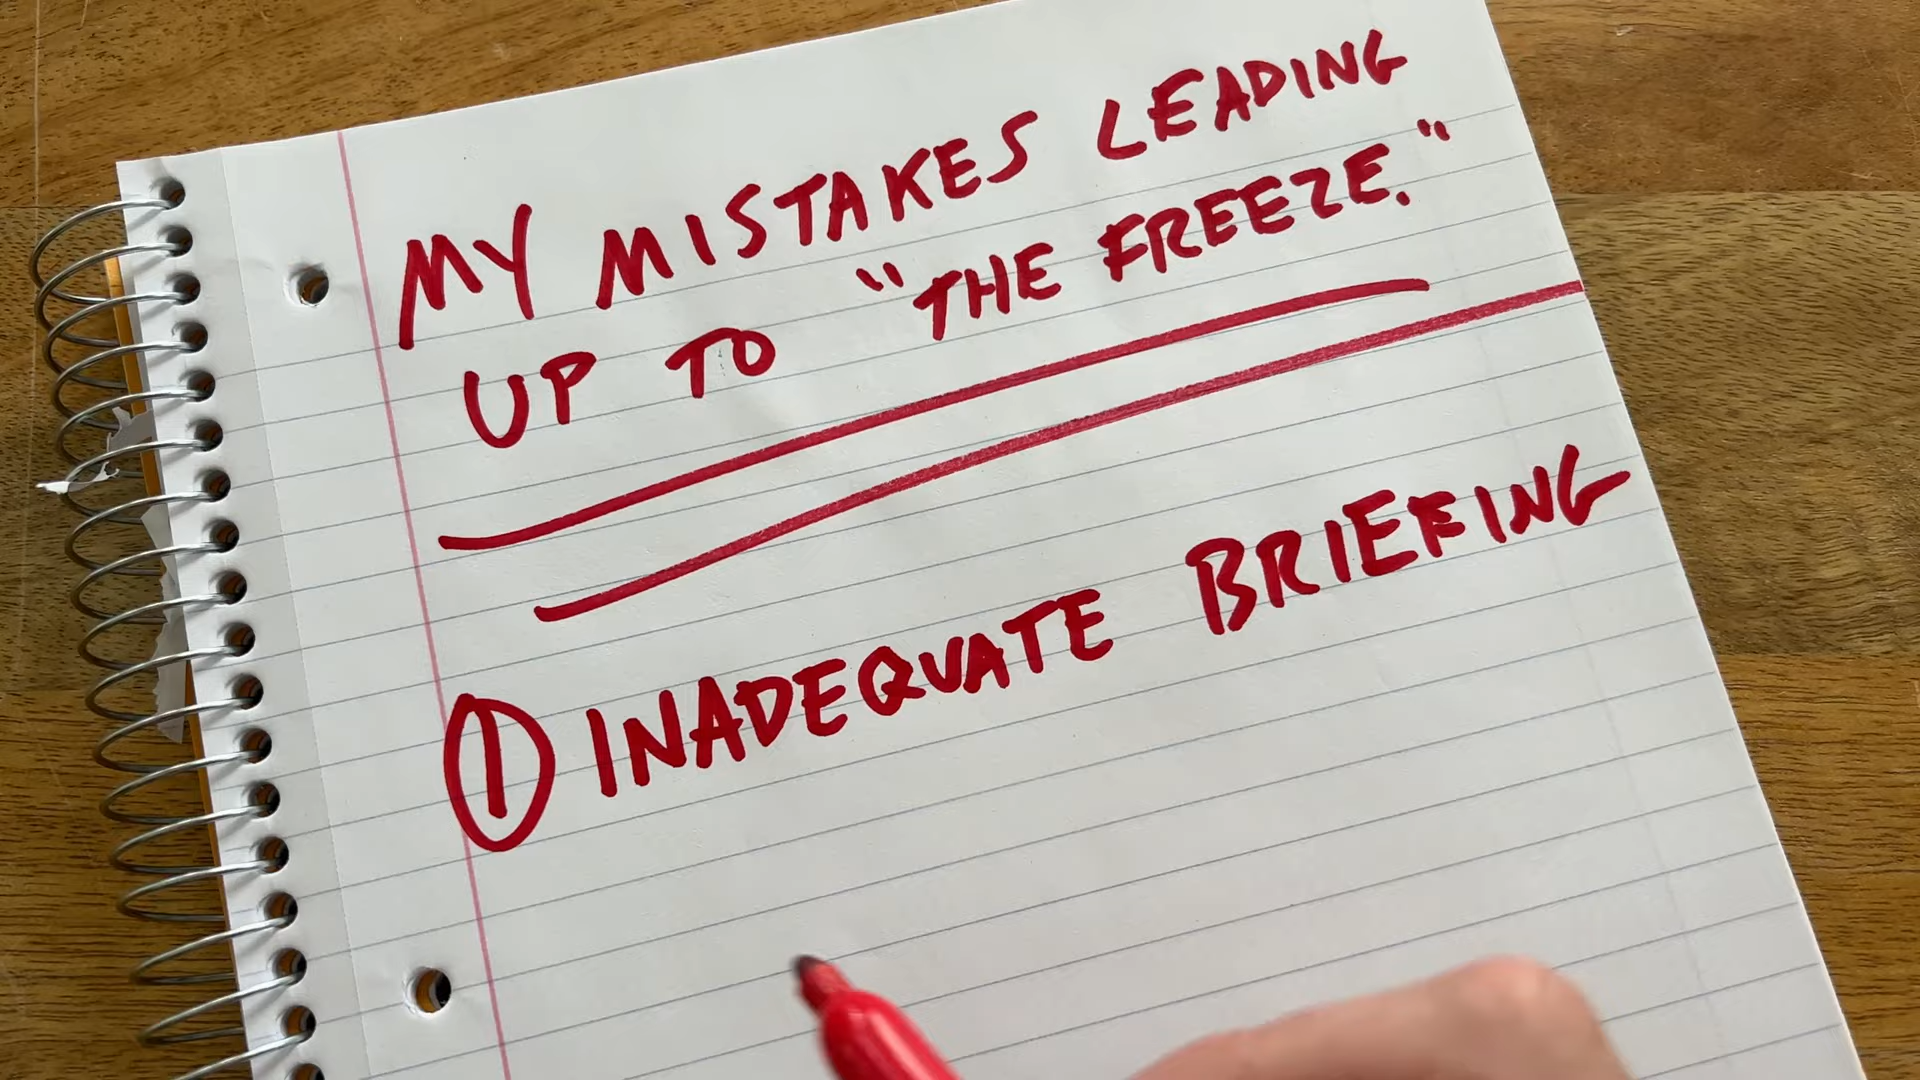 MY MISTAKES LEADING
UP TO "THE FREEZE."
① INADEQUATE BRIEFING